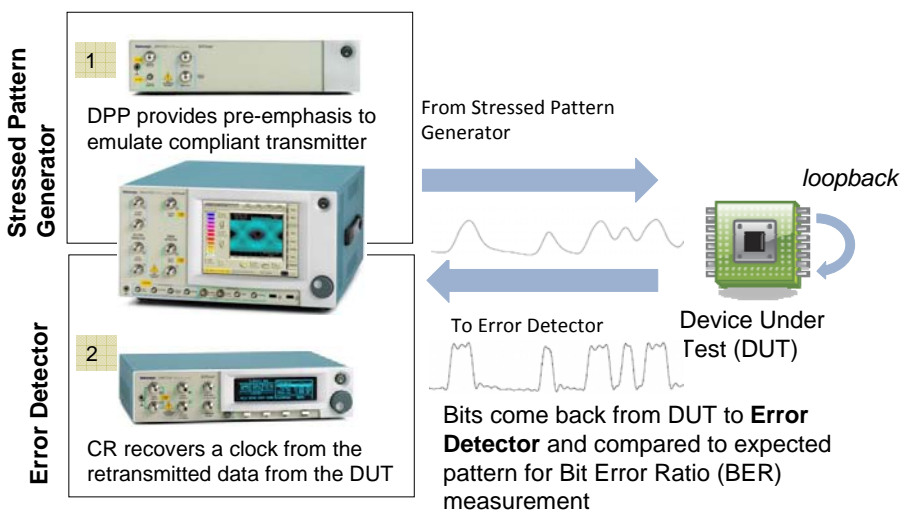 Stressed Pattern
Generator
1
DPP provides pre-emphasis to
emulate compliant transmitter
Error Detector
2
CR recovers a clock from the
retransmitted data from the DUT
From Stressed Pattern
Generator
loopback
To Error Detector
Device Under
Test (DUT)
Bits come back from DUT to Error
Detector and compared to expected
pattern for Bit Error Ratio (BER)
measurement